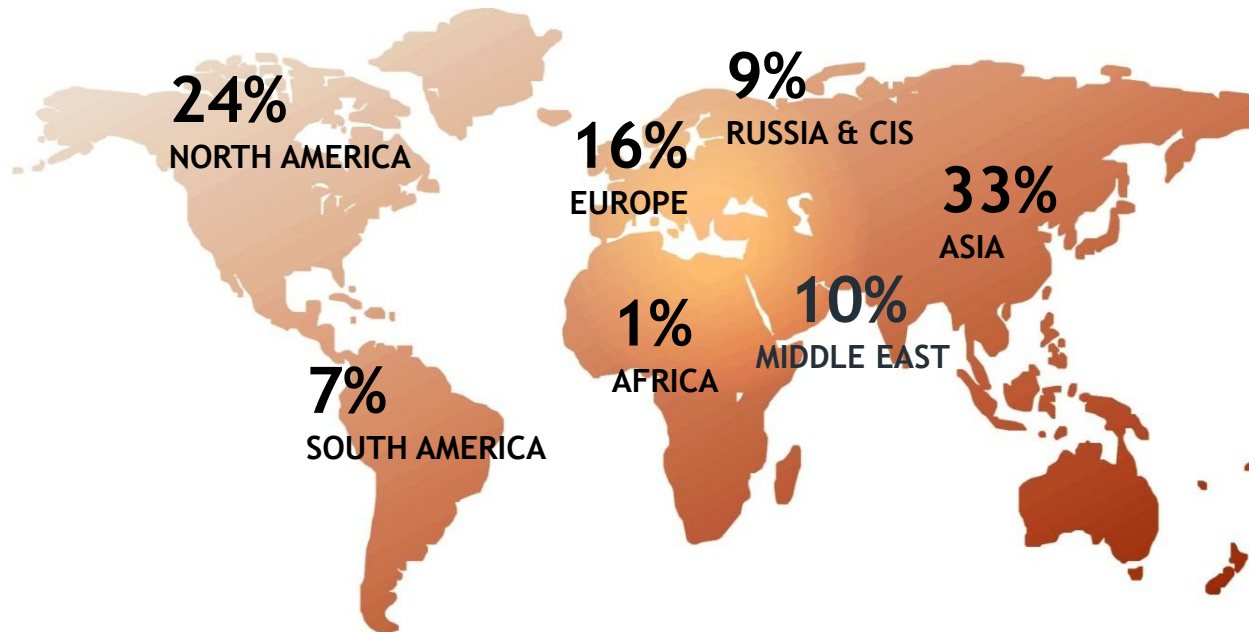 24%
NORTH AMERICA
9%
RUSSIA & CIS
16%
EUROPE
33%
ASIA
10%
MIDDLE EAST
1%
AFRICA
7%
SOUTH AMERICA